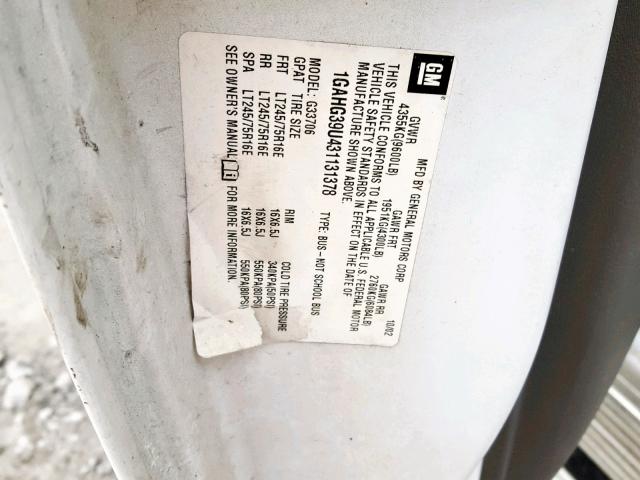 GM
MFD BY GENERAL MOTORS CORP 10/02
GVWR GAWR FRT GAWR RR
4355KG(9600LB) 1951KG(4300LB) 2760KG(6084LB)
THIS VEHICLE CONFORMS TO ALL APPLICABLE U.S. FEDERAL MOTOR
VEHICLE SAFETY STANDARDS IN EFFECT ON THE DATE OF
MANUFACTURE SHOWN ABOVE.
1GAHG39U431131378 TYPE: BUS-NOT SCHOOL BUS
MODEL: G33706
GPAT TIRE SIZE RIM COLD TIRE PRESSURE
FRT LT245/75R16E 16X6.5J 340KPA(50PSI)
RR LT245/75R16E 16X6.5J 550KPA(80PSI)
SPA LT245/75R16E 16X6.5J 550KPA(80PSI)
SEE OWNER'S MANUAL FOR MORE INFORMATION.